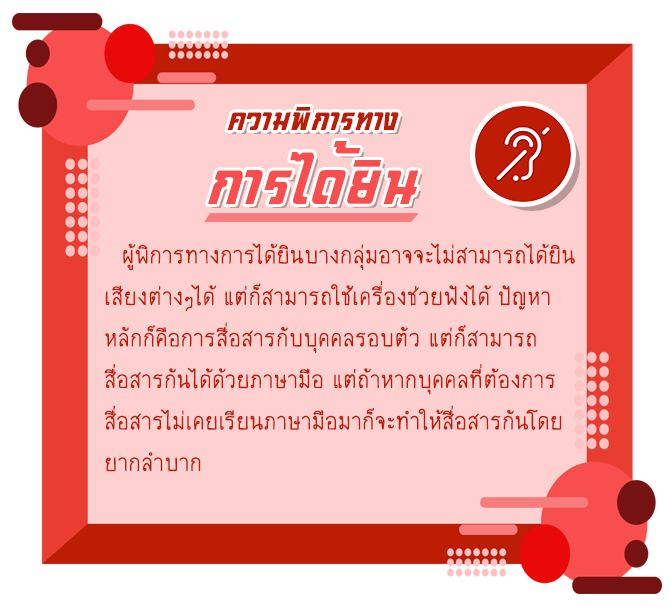 ความพิการทาง
การได้ยิน
ผู้พิการทางการได้ยินบางกลุ่มอาจจะไม่สามารถได้ยิน
เสียงต่างๆได้ แต่ก็สามารถใช้เครื่องช่วยฟังได้ ปัญหา
หลักก็คือการสื่อสารกับบุคคลรอบตัว แต่ก็สามารถ
สื่อสารกันได้ด้วยภาษามือ แต่ถ้าหากบุคคลที่ต้องการ
สื่อสารไม่เคยเรียนภาษามือมาก็จะทำให้สื่อสารกันโดย
ยากลำบาก